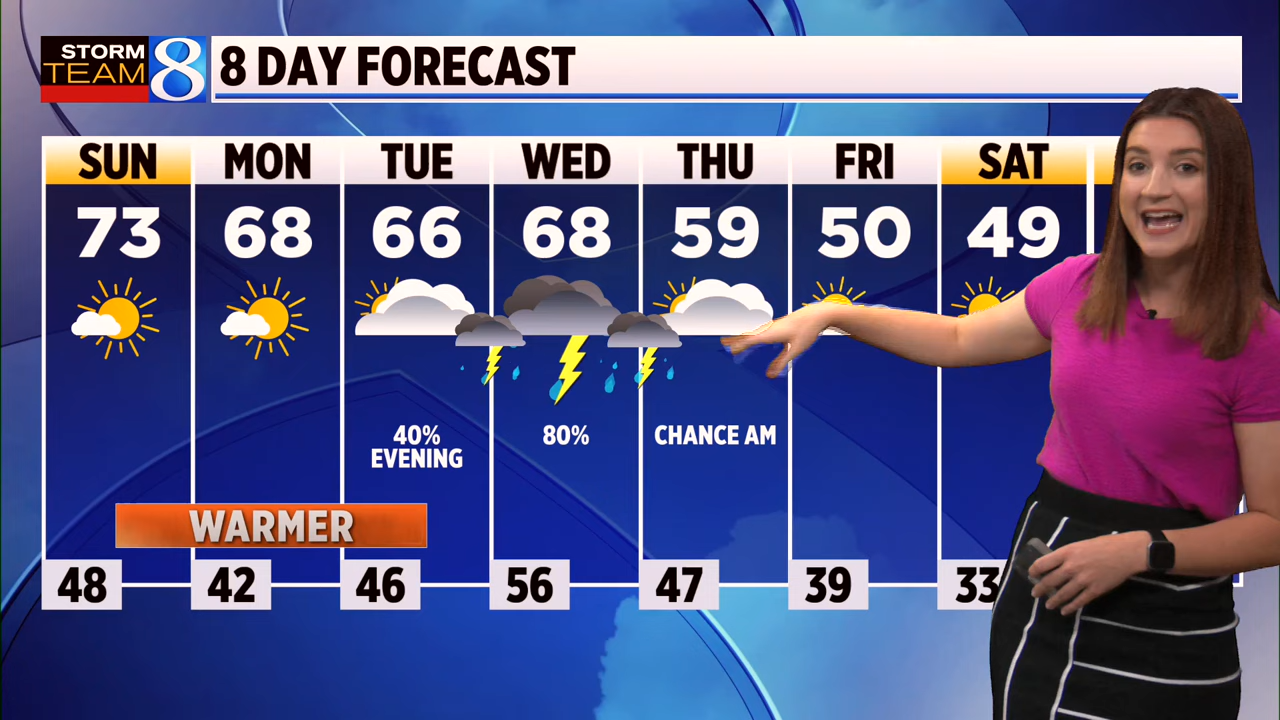 STORM
TEAM
8
8 DAY FORECAST
SUN MON TUE WED THU FRI SAT
73 68 66 68 59 50 49
40% 80% CHANCE AM
EVENING
WARMER
48 42 46 56 47 39 33